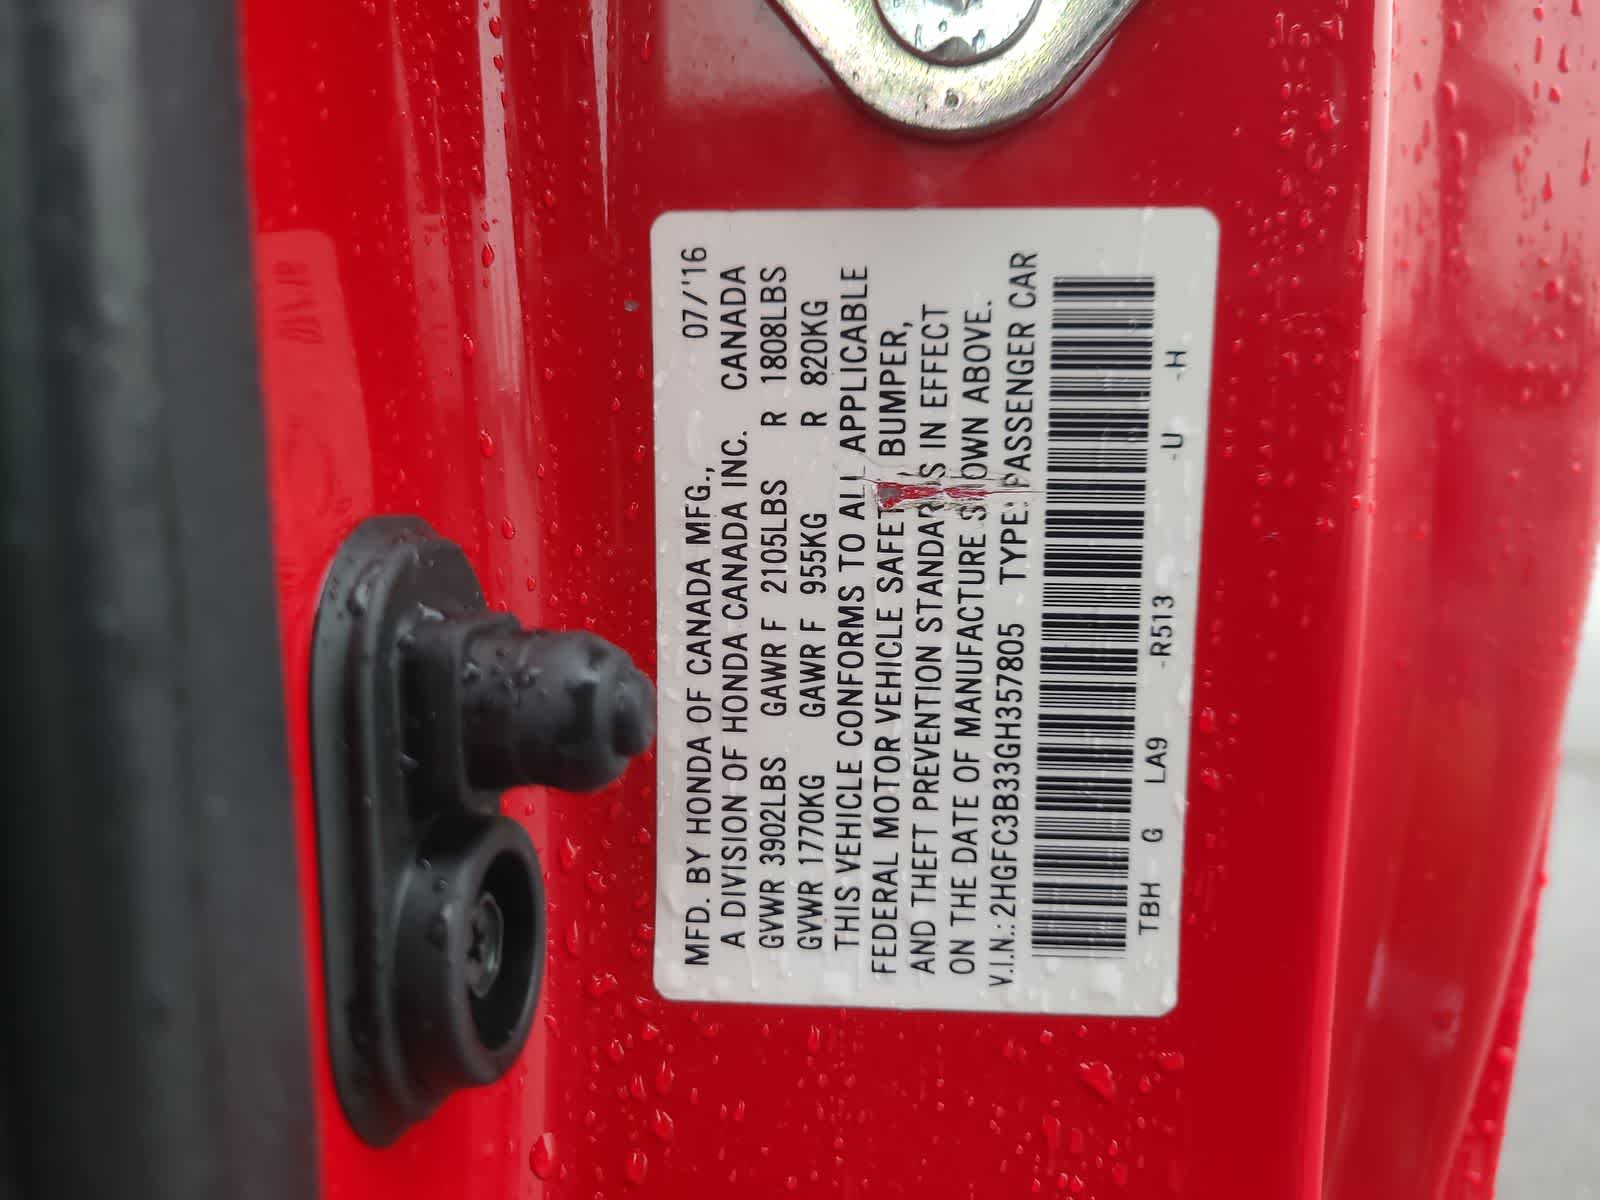 07/'16
MFD. BY HONDA OF CANADA MFG.,
A DIVISION OF HONDA CANADA INC. CANADA
GVWR 3902LBS GAWR F 2105LBS R 1808LBS
GVWR 1770KG GAWR F 955KG R 820KG
THIS VEHICLE CONFORMS TO ALL APPLICABLE
FEDERAL MOTOR VEHICLE SAFETY BUMPER,
AND THEFT PREVENTION STANDARDS IN EFFECT
ON THE DATE OF MANUFACTURE SHOWN ABOVE.
V.I.N.: 2HGFC3B33GH357805 TYPE: PASSENGER CAR
TBH G LA9 -R513 -U -H